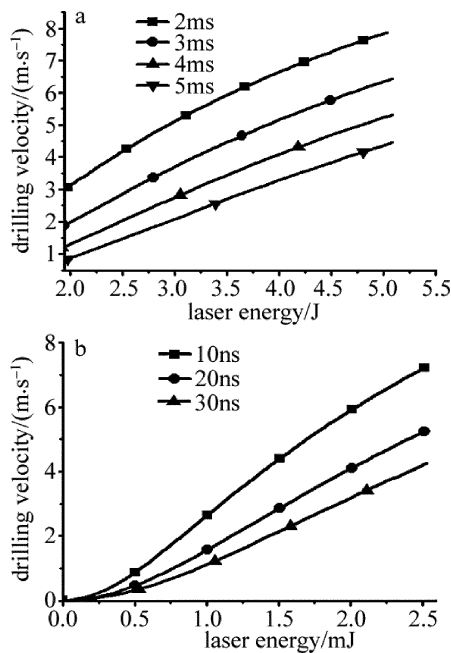 a
2ms
3ms
4ms
5ms
8
7
6
5
4
3
2
1
drilling velocity/(m·s⁻¹)
2.0 2.5 3.0 3.5 4.0 4.5 5.0 5.5
laser energy/J
b
10ns
20ns
30ns
8
6
4
2
0
drilling velocity/(m·s⁻¹)
0.0 0.5 1.0 1.5 2.0 2.5
laser energy/mJ